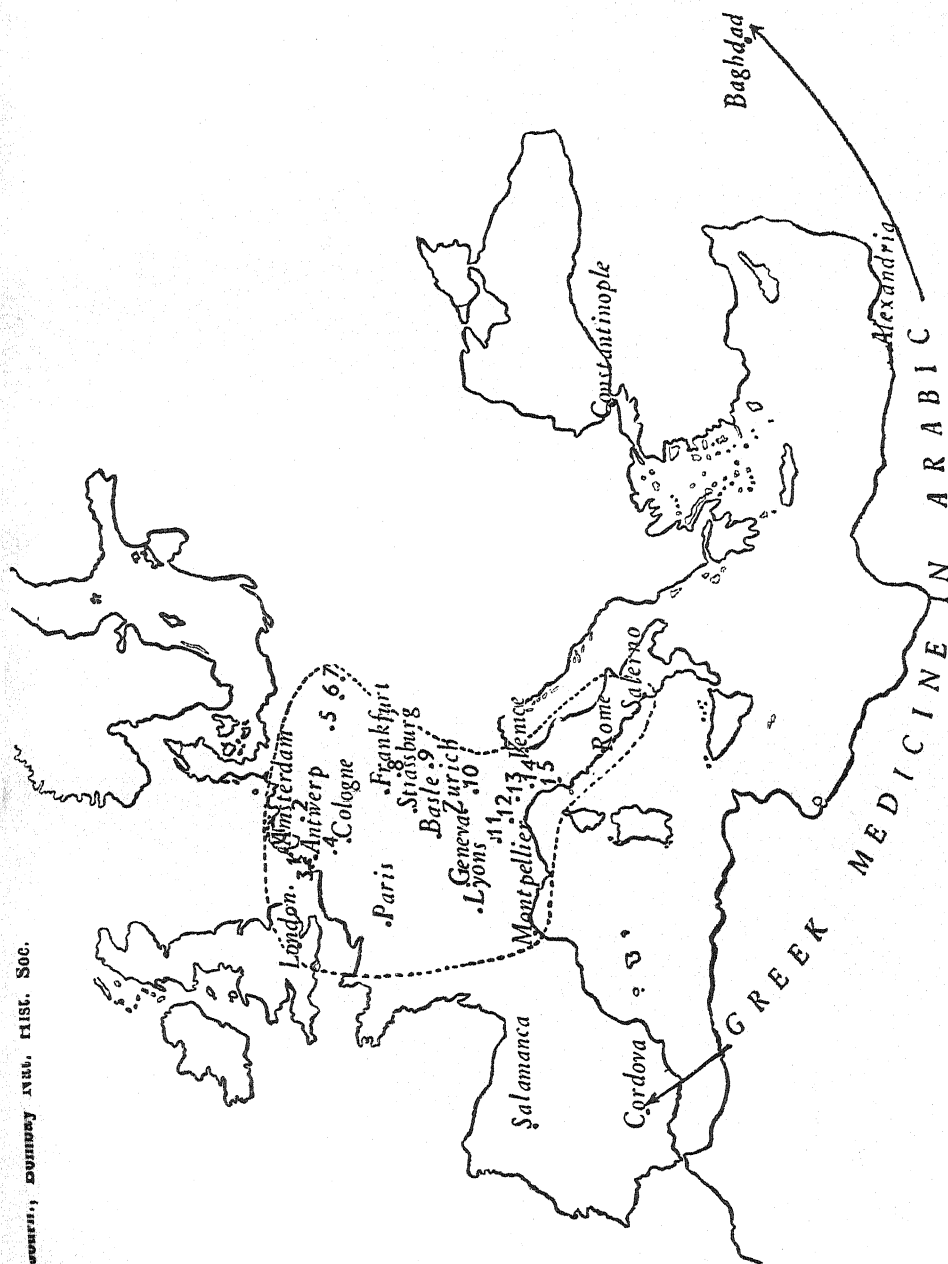 Nat. Hist. Soc.
Baghdad
Constantinople
Alexandria
Amsterdam
Antwerp
Cologne
London
Paris
Frankfurt
Strassburg
Basle
Zurich
Geneva
Lyons
Montpellier
Venice
Rome
Salerno
Salamanca
Cordova
1
2
3
4
5
6
7
8
9
10
11
12
13
14
15
GREEK MEDICINE IN ARABIC